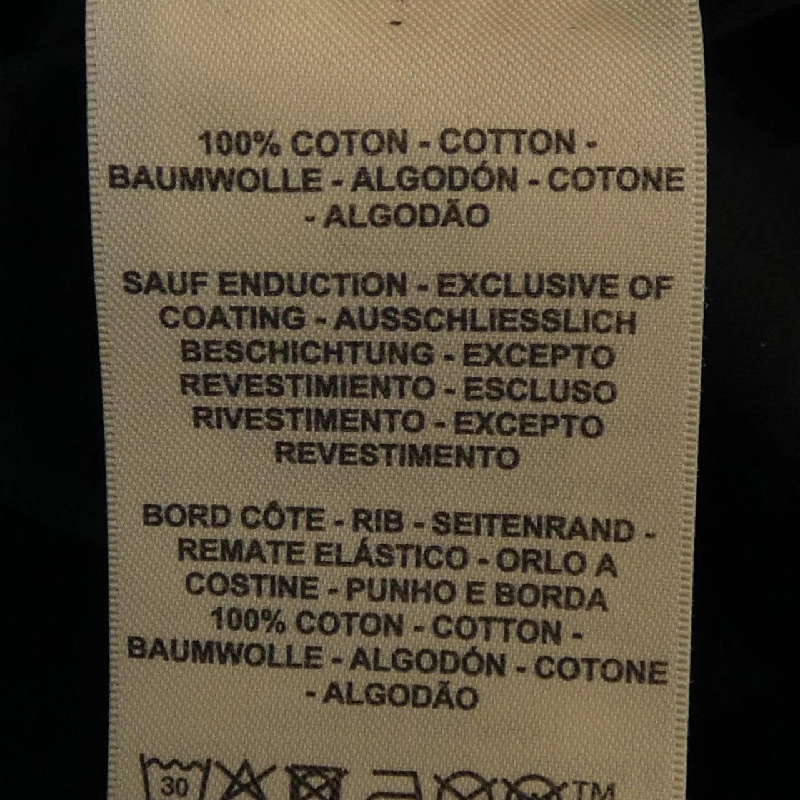 100% COTON - COTTON -
BAUMWOLLE - ALGODÓN - COTONE
- ALGODÃO
SAUF ENDUCTION - EXCLUSIVE OF
COATING - AUSSCHLIESSLICH
BESCHICHTUNG - EXCEPTO
REVESTIMIENTO - ESCLUSO
RIVESTIMENTO - EXCEPTO
REVESTIMENTO
BORD CÔTE - RIB - SEITENRAND -
REMATE ELÁSTICO - ORLO A
COSTINE - PUNHO E BORDA
100% COTON - COTTON -
BAUMWOLLE - ALGODÓN - COTONE
- ALGODÃO
30 TM